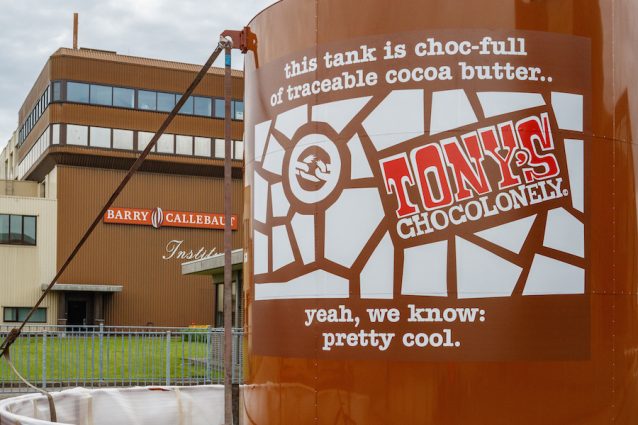 this tank is choc-full
of traceable cocoa butter..
TONY'S
CHOCOLONELY®
BARRY CALLEBAUT
yeah, we know:
pretty cool.